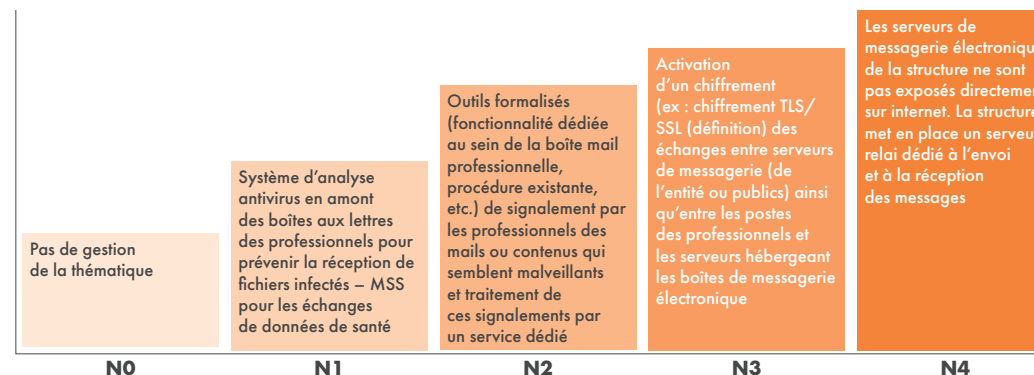 Pas de gestion
de la thématique
Système d'analyse
antivirus en amont
des boîtes aux lettres
des professionnels pour
prévenir la réception de
fichiers infectés – MSS
pour les échanges
de données de santé
Outils formalisés
(fonctionnalité dédiée
au sein de la boîte mail
professionnelle,
procédure existante,
etc.) de signalement par
les professionnels des
mails ou contenus qui
semblent malveillants
et traitement de
ces signalements par
un service dédié
Activation
d'un chiffrement
(ex : chiffrement TLS/
SSL (définition) des
échanges entre serveurs
de messagerie (de
l'entité ou publics) ainsi
qu'entre les postes
des professionnels et
les serveurs hébergeant
les boîtes de messagerie
électronique
Les serveurs de
messagerie
de la structure ne sont
pas exposés
sur internet. La structure
met en place un
relai dédié à l'envoi
et à la réception
des messages
N0
N1
N2
N3
N4